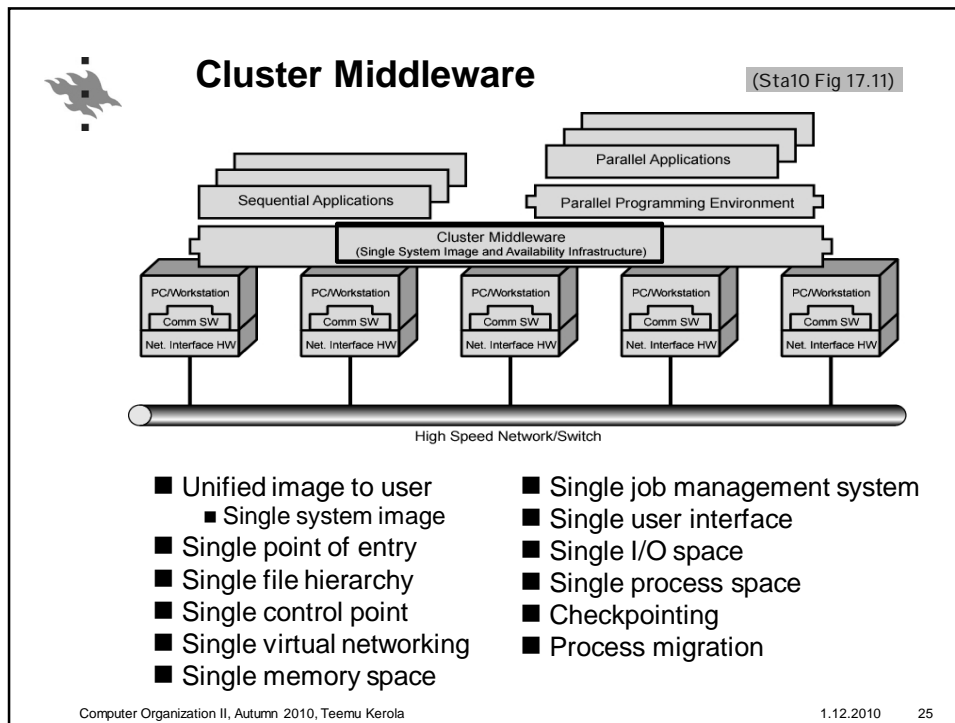 Cluster Middleware
(Sta10 Fig 17.11)
Parallel Applications
Sequential Applications
Parallel Programming Environment
Cluster Middleware
(Single System Image and Availability Infrastructure)
PC/Workstation
Comm SW
Net. Interface HW
PC/Workstation
Comm SW
Net. Interface HW
PC/Workstation
Comm SW
Net. Interface HW
PC/Workstation
Comm SW
Net. Interface HW
PC/Workstation
Comm SW
Net. Interface HW
High Speed Network/Switch
■ Unified image to user
■ Single system image
■ Single point of entry
■ Single file hierarchy
■ Single control point
■ Single virtual networking
■ Single memory space
■ Single job management system
■ Single user interface
■ Single I/O space
■ Single process space
■ Checkpointing
■ Process migration
Computer Organization II, Autumn 2010, Teemu Kerola
1.12.2010 25